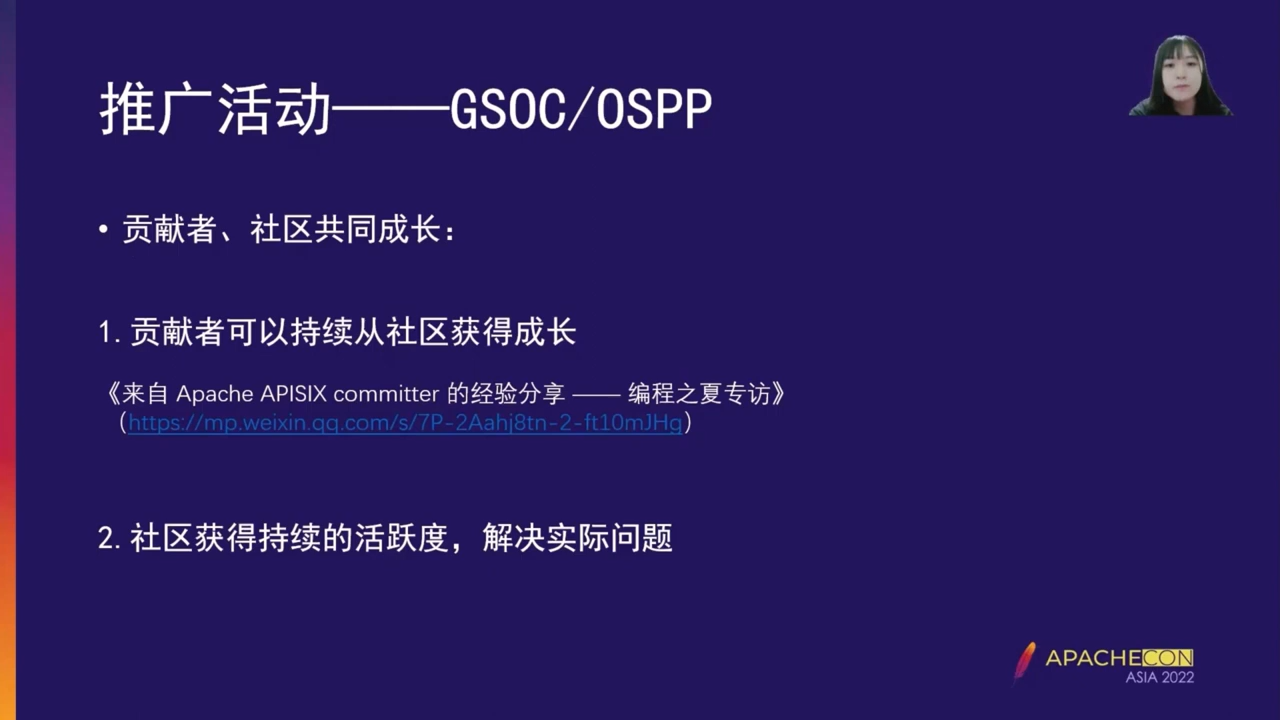 推广活动——GSOC/OSPP
• 贡献者、社区共同成长：
1. 贡献者可以持续从社区获得成长
《来自 Apache APISIX committer 的经验分享 —— 编程之夏专访》
（https://mp.weixin.qq.com/s/7P-2Aahj8tn-2-ft10mJHg）
2. 社区获得持续的活跃度，解决实际问题
APACHECON
ASIA 2022